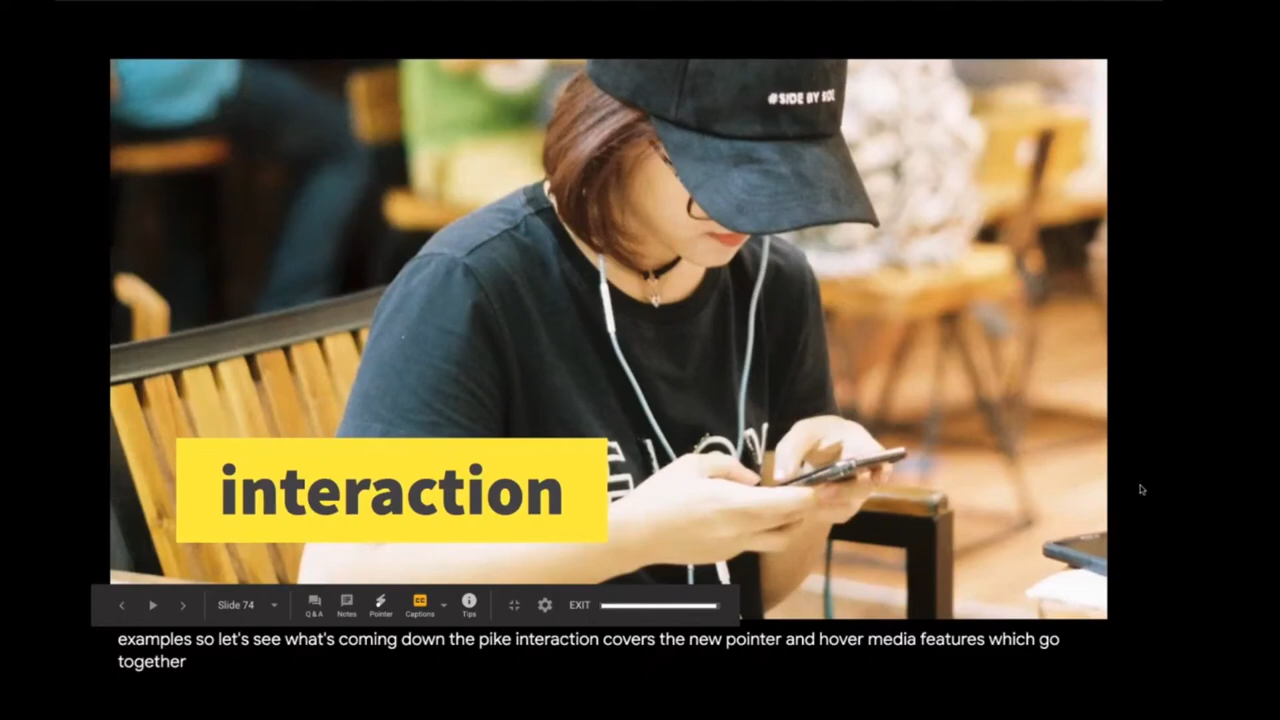 #SIDE BY SIDE
interaction
Slide 74
Q & A
Notes
Pointer
CC
Captions
Tips
EXIT
examples so let's see what's coming down the pike interaction covers the new pointer and hover media features which go
together